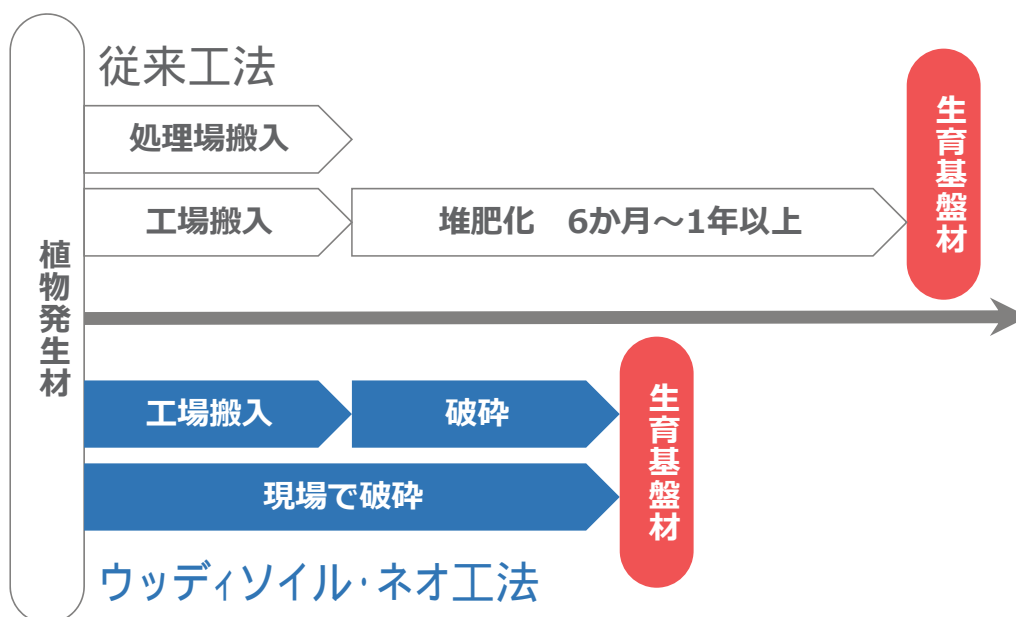 植物発生材
従来工法
処理場搬入
工場搬入
堆肥化　6か月～1年以上
生育基盤材
工場搬入
破砕
現場で破砕
生育基盤材
ウッディソイル・ネオ工法